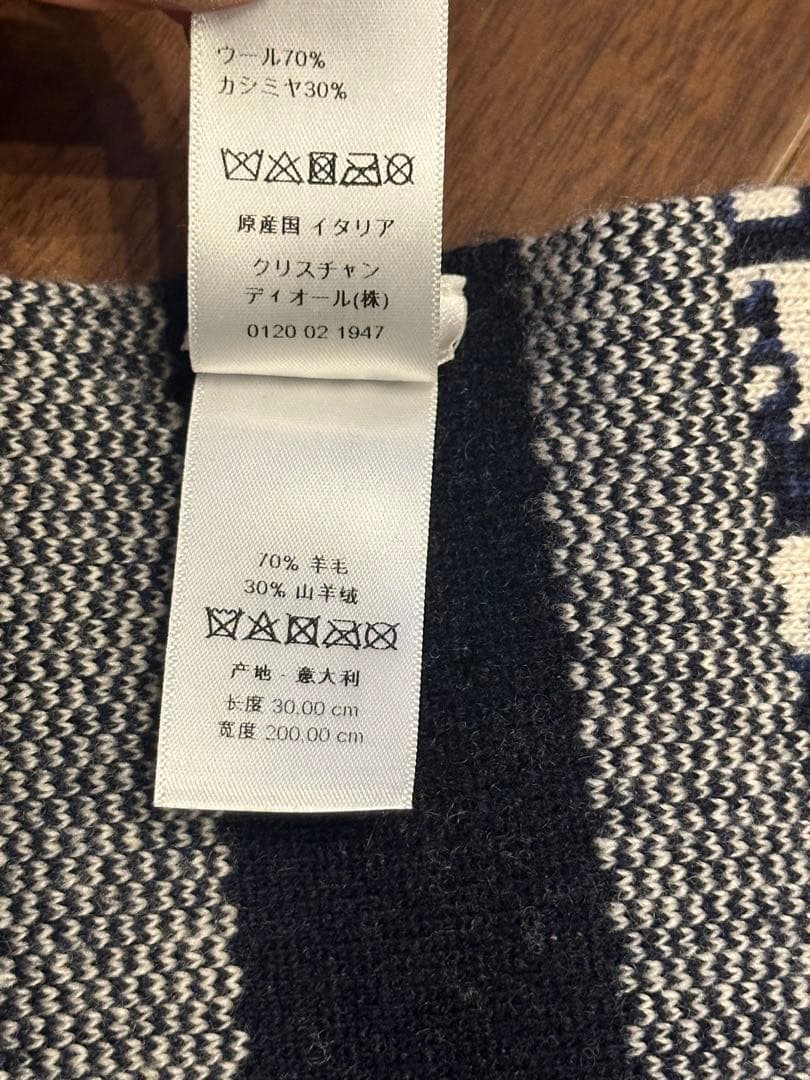 ウール70%
カシミヤ30%
原産国 イタリア
クリスチャン
ディオール(株)
0120 02 1947
70% 羊毛
30% 山羊绒
产地 - 意大利
长度 30,00 cm
宽度 200,00 cm